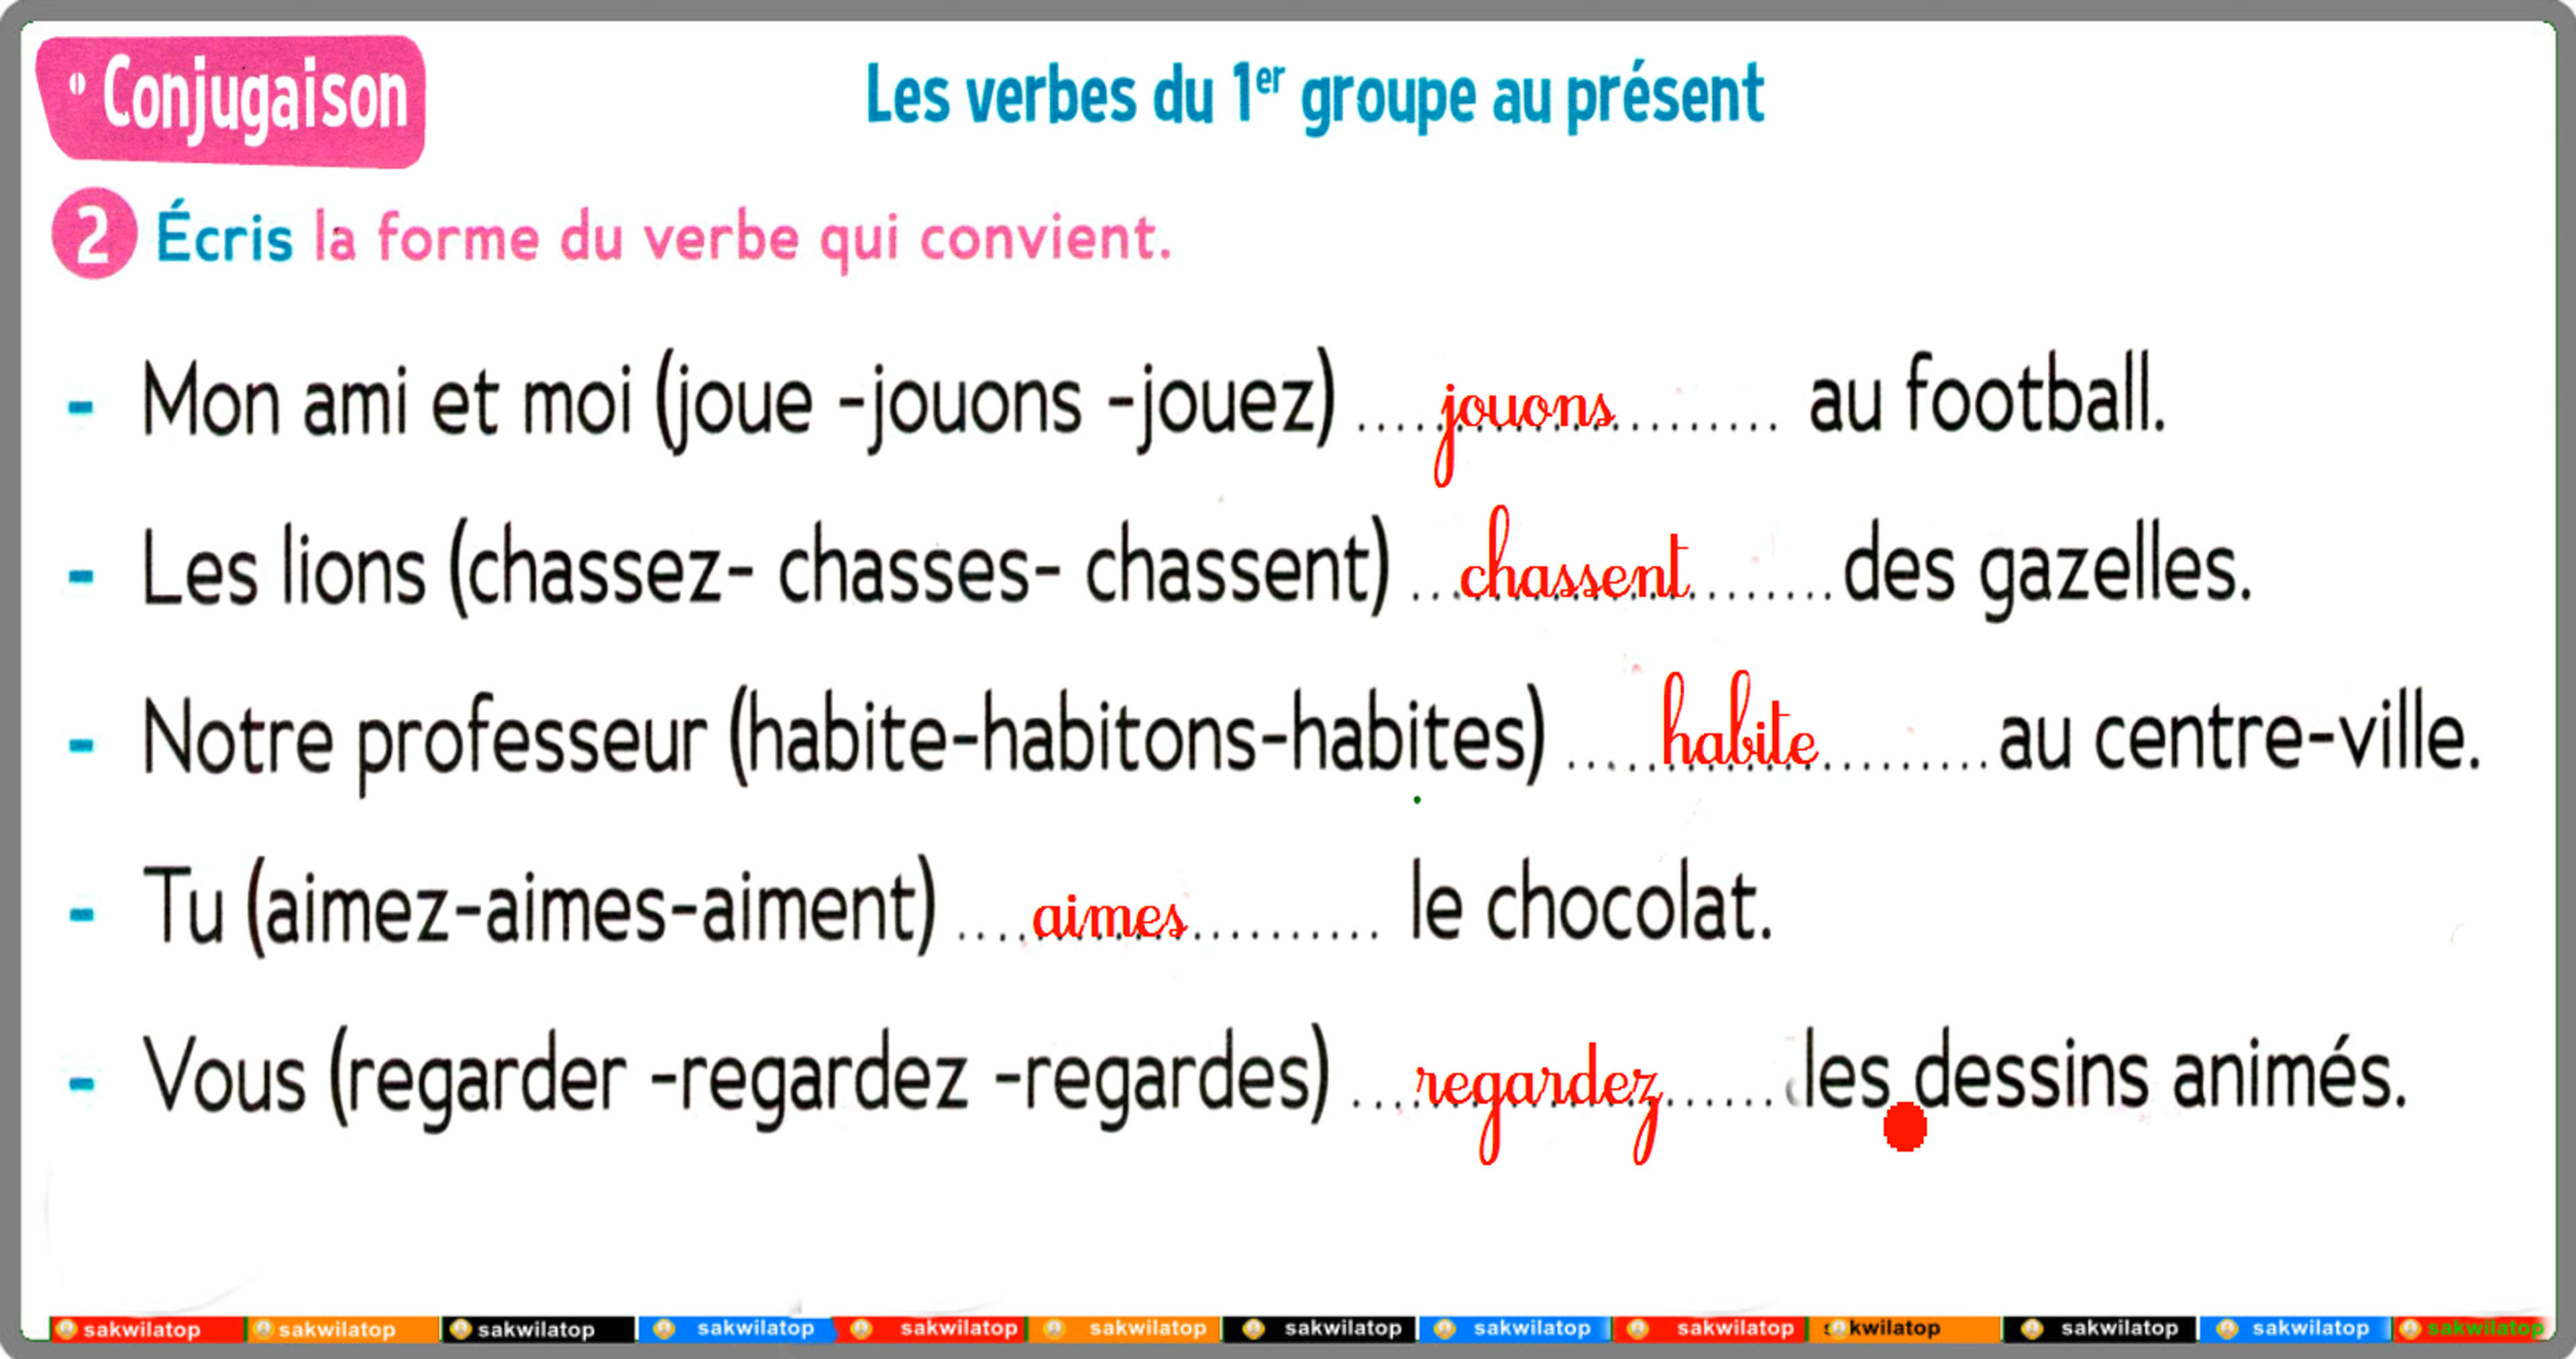 • Conjugaison
Les verbes du 1er groupe au présent
2 Écris la forme du verbe qui convient.
- Mon ami et moi (joue -jouons -jouez) ....jouons.......... au football.
- Les lions (chassez- chasses- chassent) ...chassent........des gazelles.
- Notre professeur (habite-habitons-habites) ....habite..........au centre-ville.
- Tu (aimez-aimes-aiment) ....aimes.......... le chocolat.
- Vous (regarder -regardez -regardes) ...regardez....... les dessins animés.
sakwilatop sakwilatop sakwilatop sakwilatop sakwilatop sakwilatop sakwilatop sakwilatop sakwilatop kwilatop sakwilatop sakwilatop sakwilatop